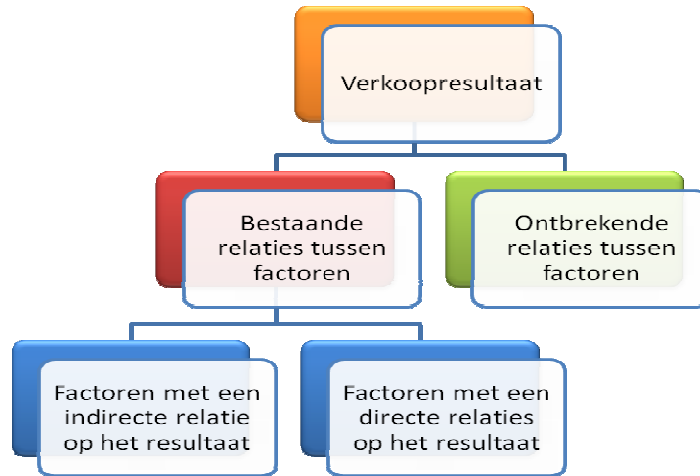 Verkoopresultaat
Bestaande
relaties tussen
factoren
Ontbrekende
relaties tussen
factoren
Factoren met een
indirecte relatie
op het resultaat
Factoren met een
directe relaties
op het resultaat